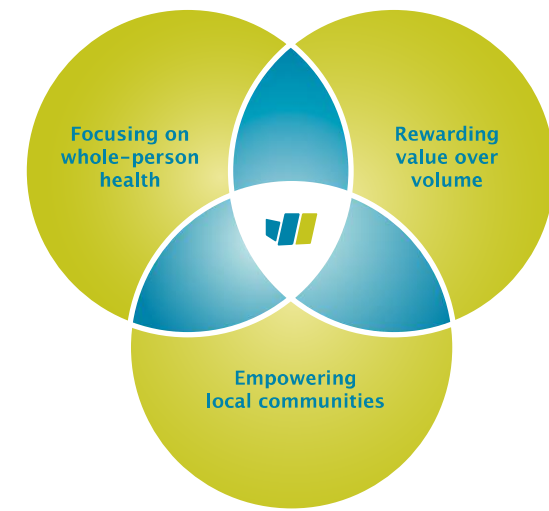 Focusing on
whole-person
health
Rewarding
value over
volume
Empowering
local communities